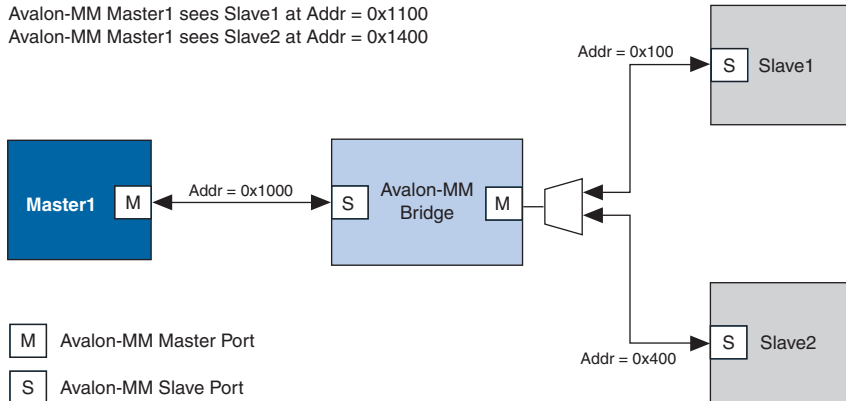 Avalon-MM Master1 sees Slave1 at Addr = 0x1100
Avalon-MM Master1 sees Slave2 at Addr = 0x1400
Addr = 0x100
S
Slave1
Master1
M
Addr = 0x1000
S
Avalon-MM
Bridge
M
M Avalon-MM Master Port
S Avalon-MM Slave Port
Addr = 0x400
S
Slave2